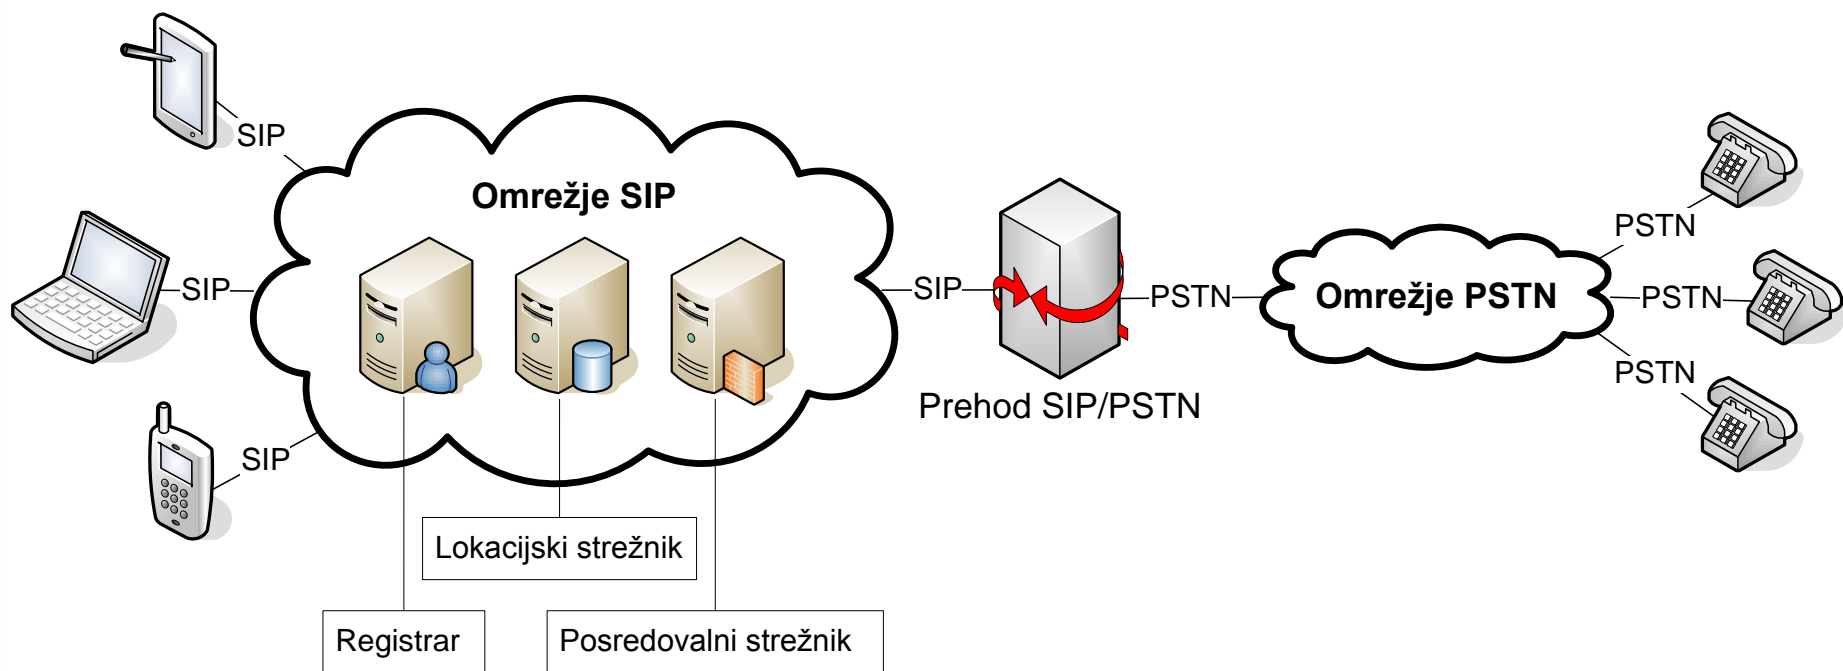 SIP
Omrežje SIP
PSTN
SIP
SIP
PSTN
Omrežje PSTN
PSTN
PSTN
Prehod SIP/PSTN
SIP
Lokacijski strežnik
Registrar
Posredovalni strežnik